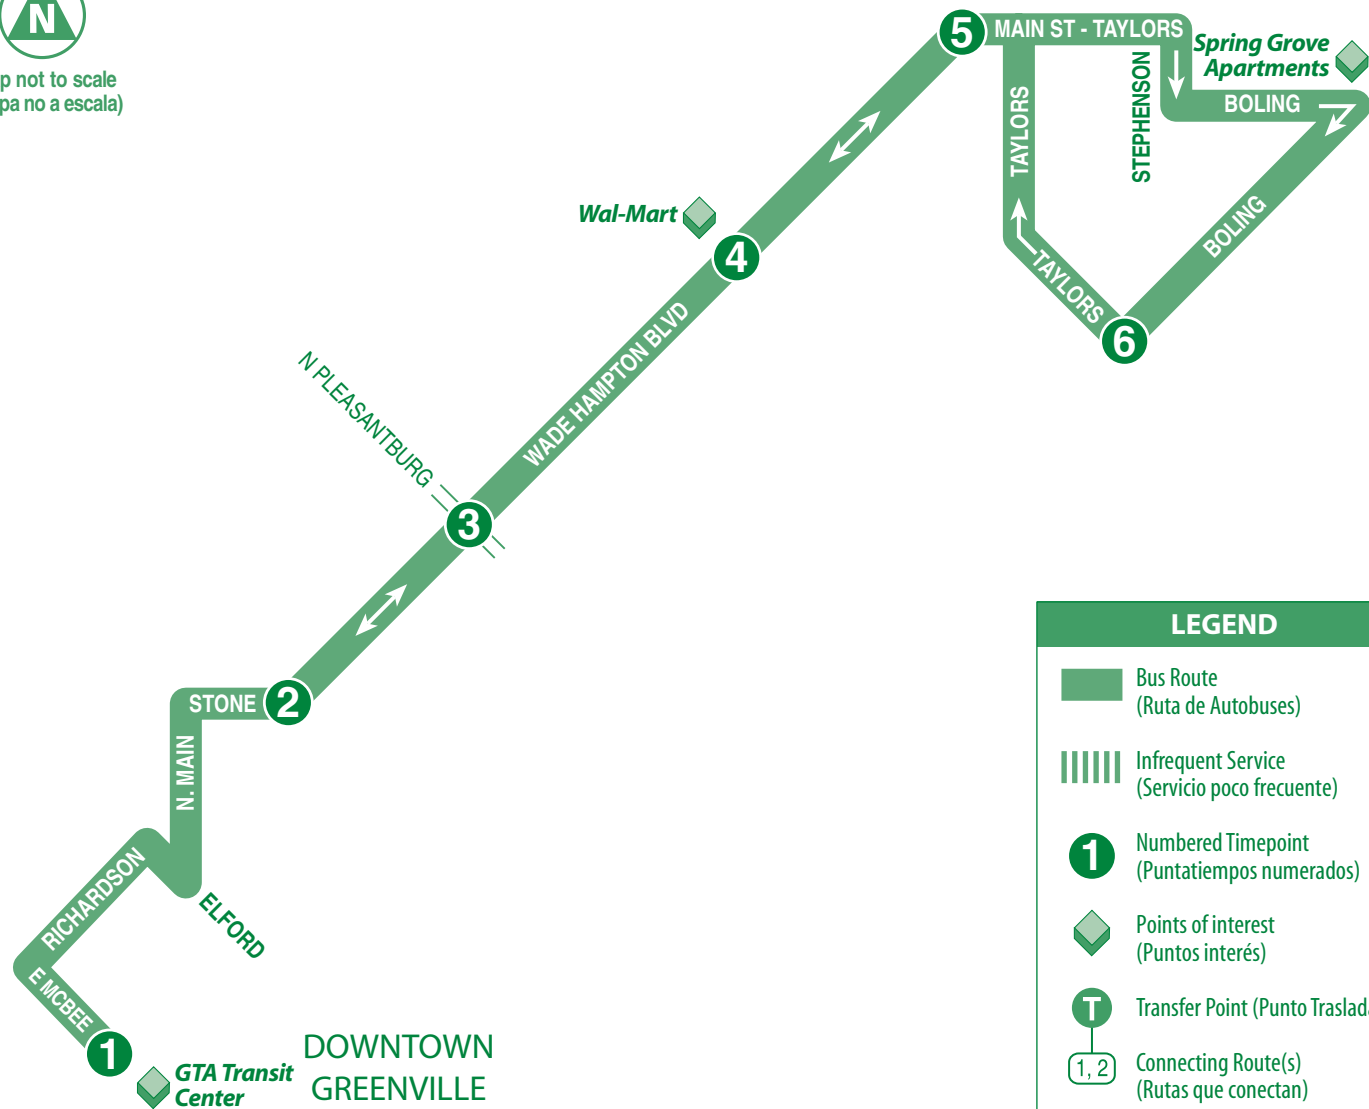 N
p not to scale
pa no a escala)
5
MAIN ST - TAYLORS
Spring Grove
Apartments
STEPHENSON
BOLING
TAYLORS
BOLING
TAYLORS
6
Wal-Mart
4
WADE HAMPTON BLVD
N PLEASANTBURG
3
STONE
2
N. MAIN
RICHARDSON
ELFORD
E MCBEE
1
GTA Transit
Center
DOWNTOWN
GREENVILLE
LEGEND
Bus Route
(Ruta de Autobuses)
Infrequent Service
(Servicio poco frecuente)
1
Numbered Timepoint
(Puntatiempos numerados)
Points of interest
(Puntos interés)
T
Transfer Point (Punto Traslada
1, 2
Connecting Route(s)
(Rutas que conectan)